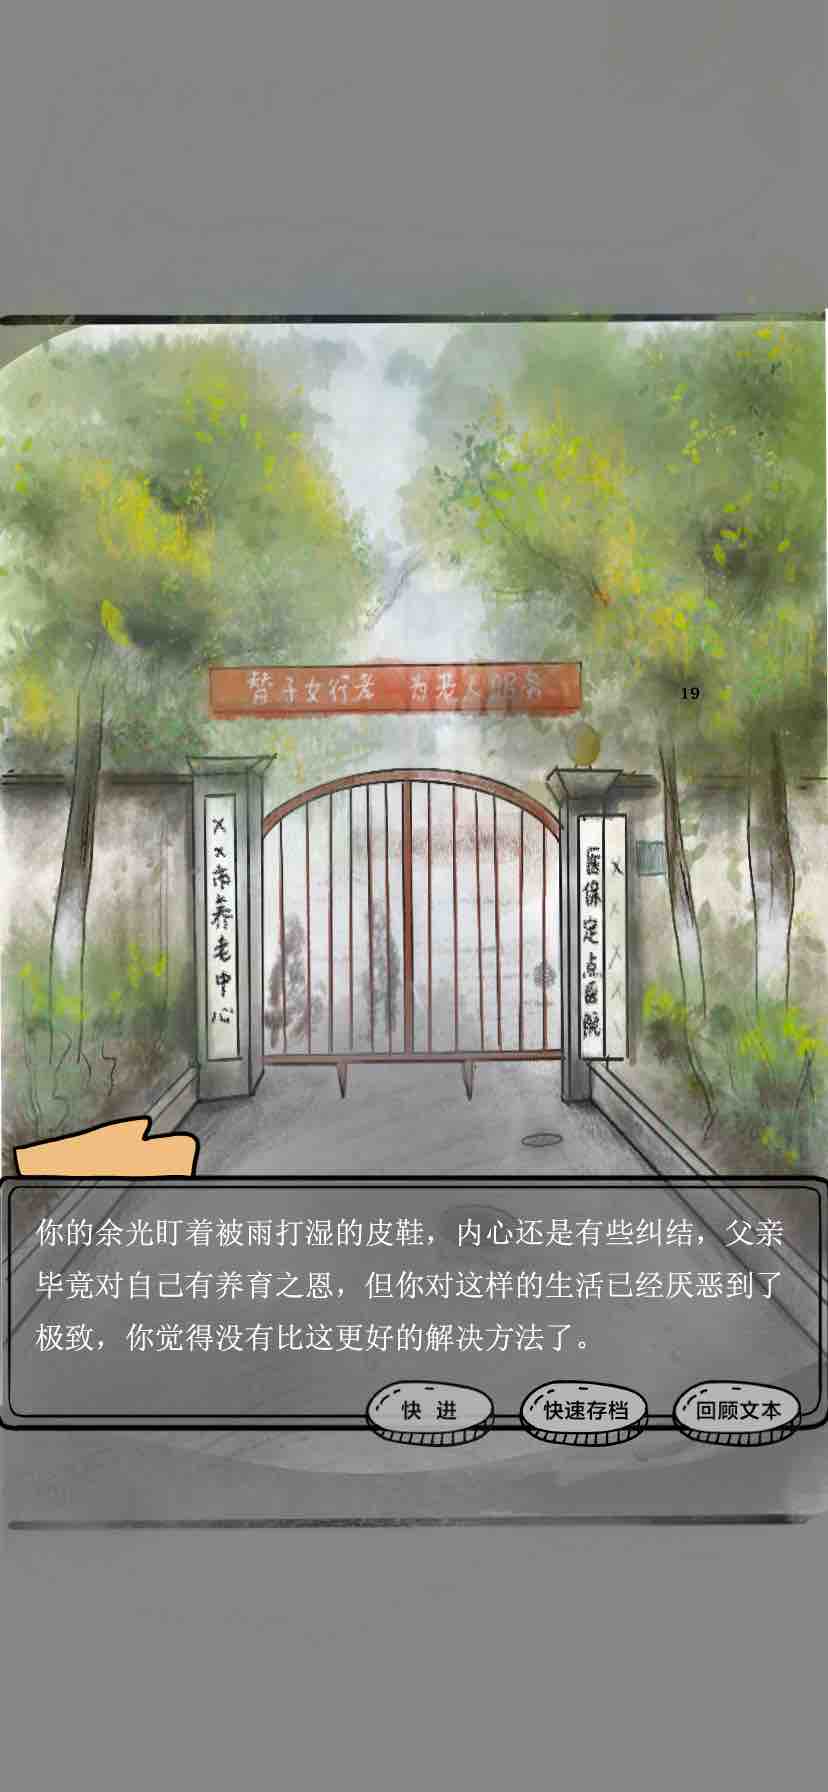 替子女行孝 为老人服务
19
××市养老中心
医保定点医院
××××
你的余光盯着被雨打湿的皮鞋，内心还是有些纠结，父亲
毕竟对自己有养育之恩，但你对这样的生活已经厌恶到了
极致，你觉得没有比这更好的解决方法了。
快 进
快速存档
回顾文本